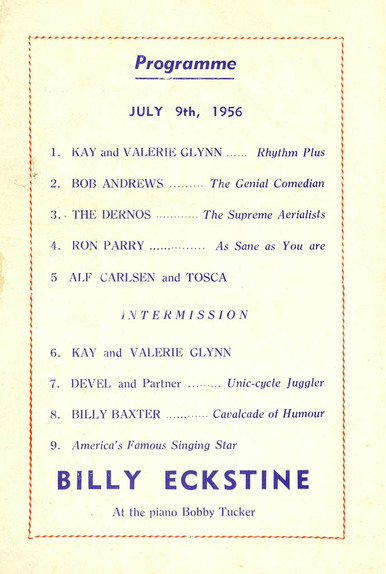 Programme
JULY 9th, 1956
1. KAY and VALERIE GLYNN ...... Rhythm Plus
2. BOB ANDREWS ......... The Genial Comedian
3. THE DERNOS ............ The Supreme Aerialists
4. RON PARRY ............... As Sane as You are
5 ALF CARLSEN and TOSCA
INTERMISSION
6. KAY and VALERIE GLYNN
7. DEVEL and Partner ......... Unic-cycle Juggler
8. BILLY BAXTER ............ Cavalcade of Humour
9. America's Famous Singing Star
BILLY ECKSTINE
At the piano Bobby Tucker